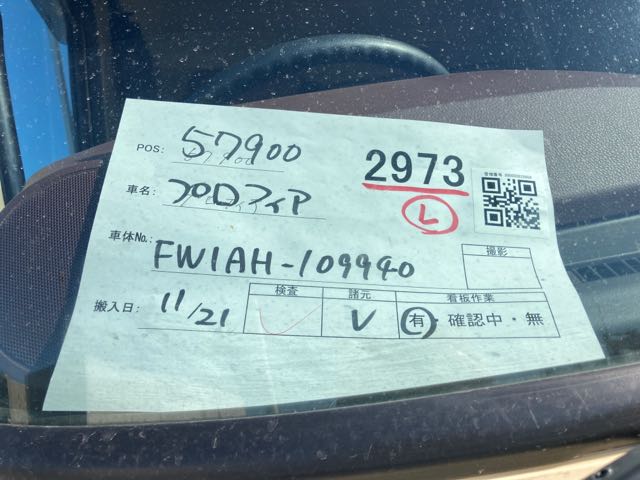 POS: 57900
2973
L
車名: プロフィア
車体No.: FW1AH-109940
撮影
搬入日: 11/21
検査 諸元 看板作業
V 有・確認中・無